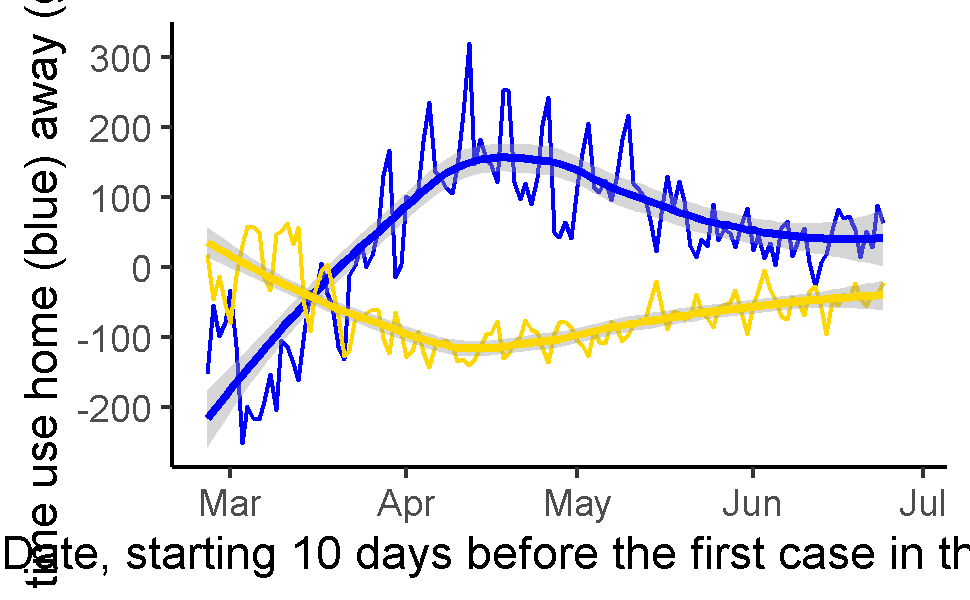 time use home (blue) away (
300
200
100
0
-100
-200
Mar Apr May Jun Jul
Date, starting 10 days before the first case in th